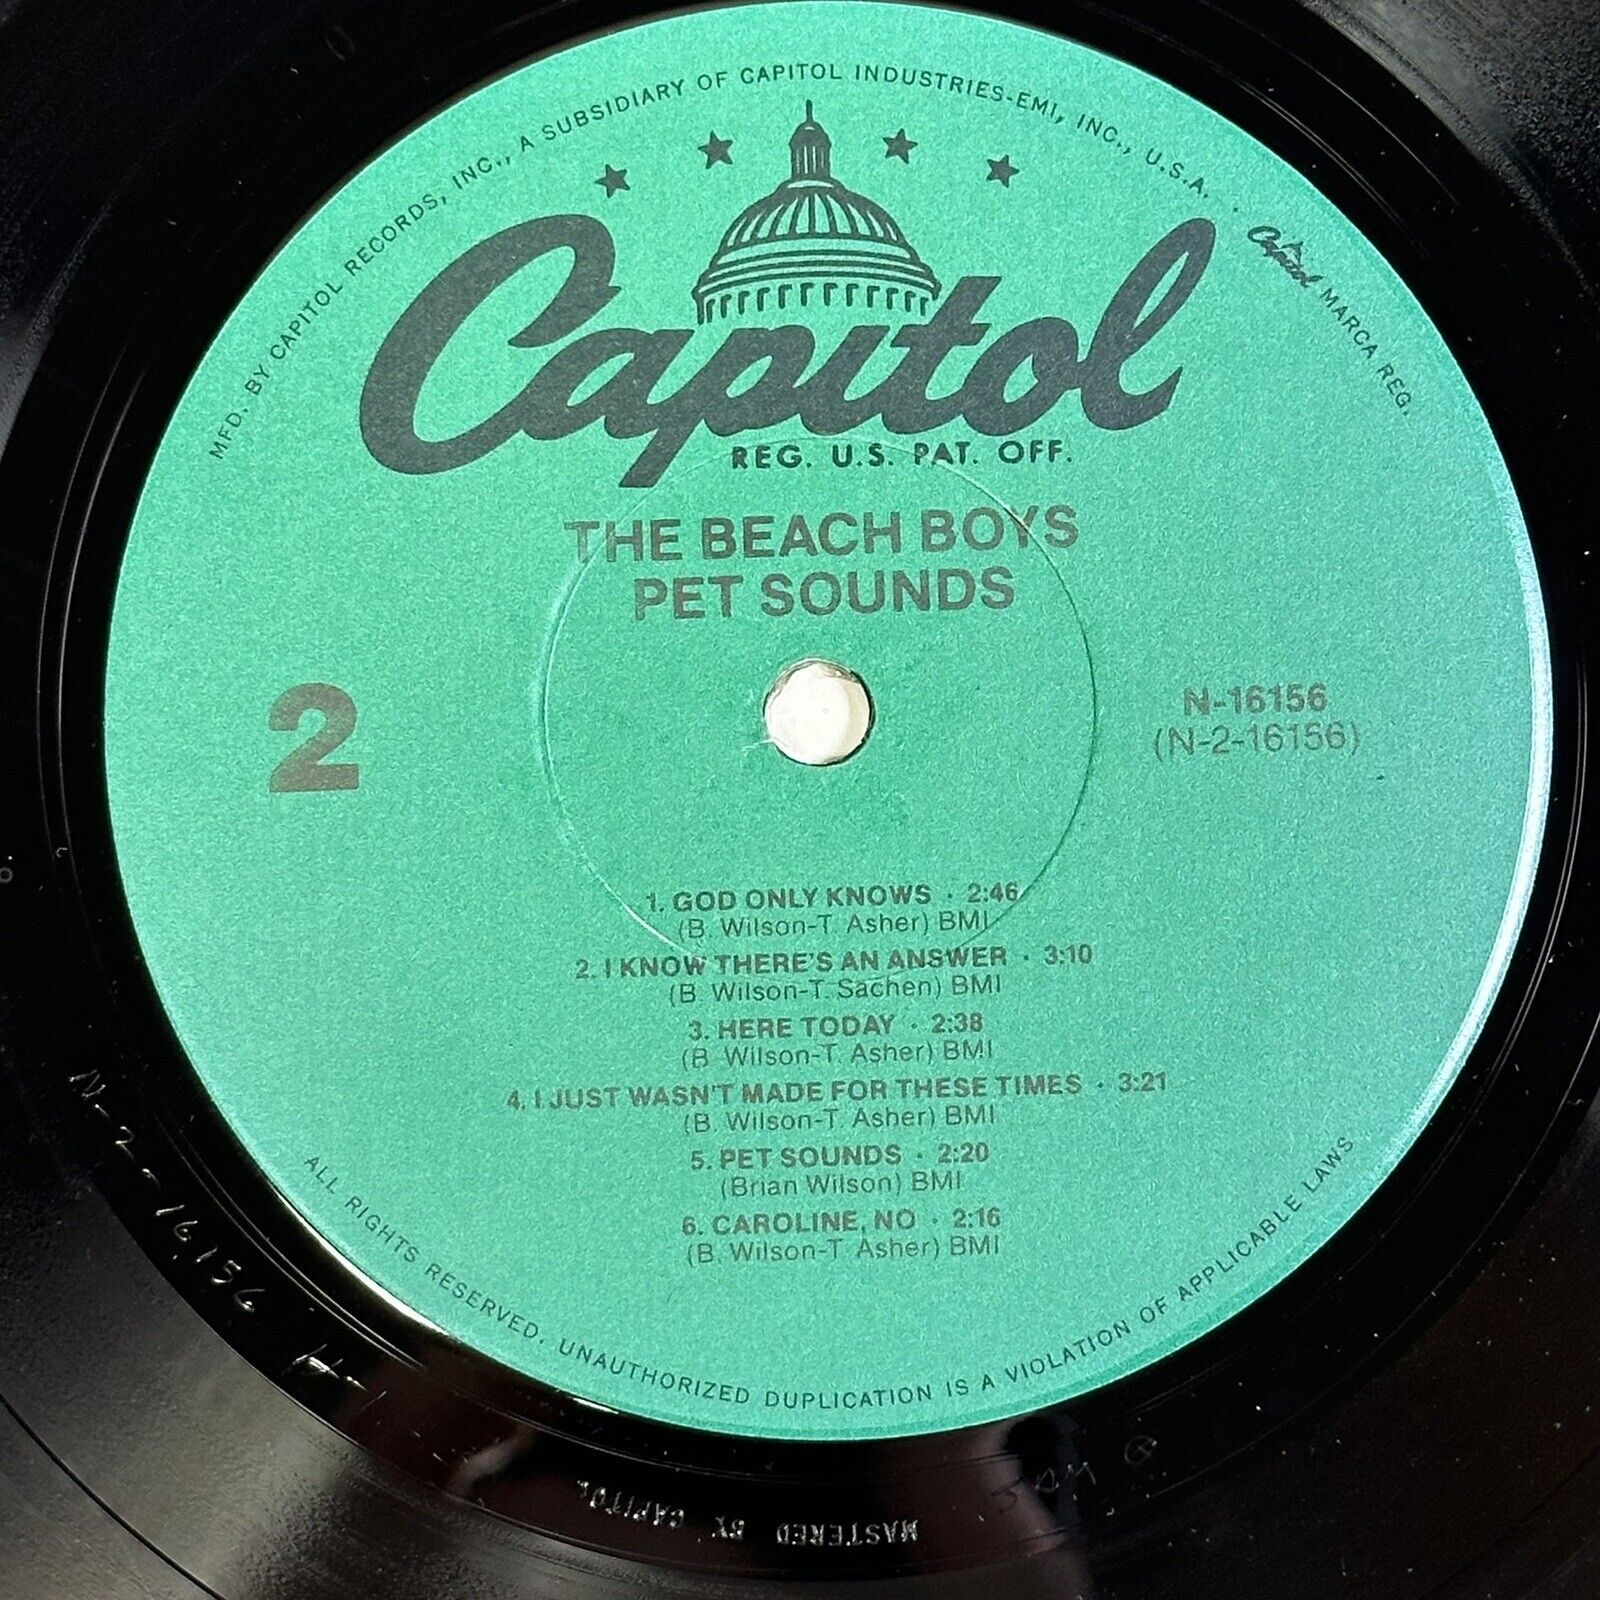 MFD. BY CAPITOL RECORDS, INC., A SUBSIDIARY OF CAPITOL INDUSTRIES-EMI, INC., U.S.A. · Capitol MARCA REG.
Capitol
REG. U.S. PAT. OFF.
THE BEACH BOYS
PET SOUNDS
2
N-16156
(N-2-16156)
1. GOD ONLY KNOWS · 2:46
(B. Wilson-T. Asher) BMI
2. I KNOW THERE'S AN ANSWER · 3:10
(B. Wilson-T. Sachen) BMI
3. HERE TODAY · 2:38
(B. Wilson-T. Asher) BMI
4. I JUST WASN'T MADE FOR THESE TIMES · 3:21
(B. Wilson-T. Asher) BMI
5. PET SOUNDS · 2:20
(Brian Wilson) BMI
6. CAROLINE, NO · 2:16
(B. Wilson-T. Asher) BMI
ALL RIGHTS RESERVED. UNAUTHORIZED DUPLICATION IS A VIOLATION OF APPLICABLE LAWS
N-2-16156
MASTERED BY CAPITOL